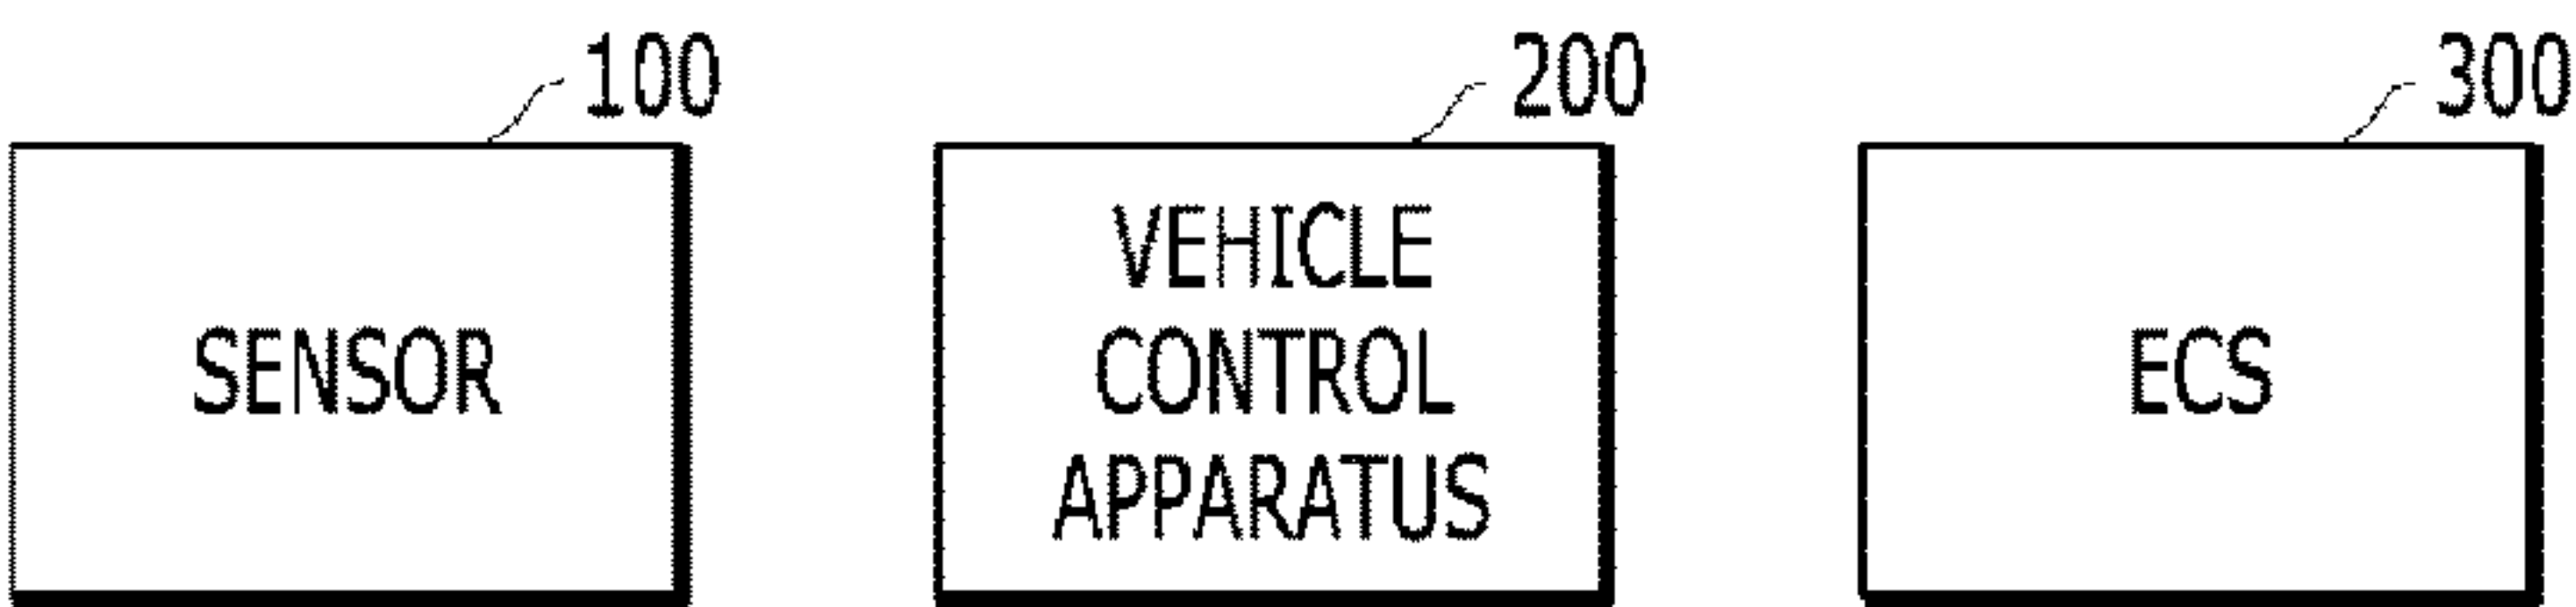 100
200
300
SENSOR
VEHICLE
CONTROL
APPARATUS
ECS